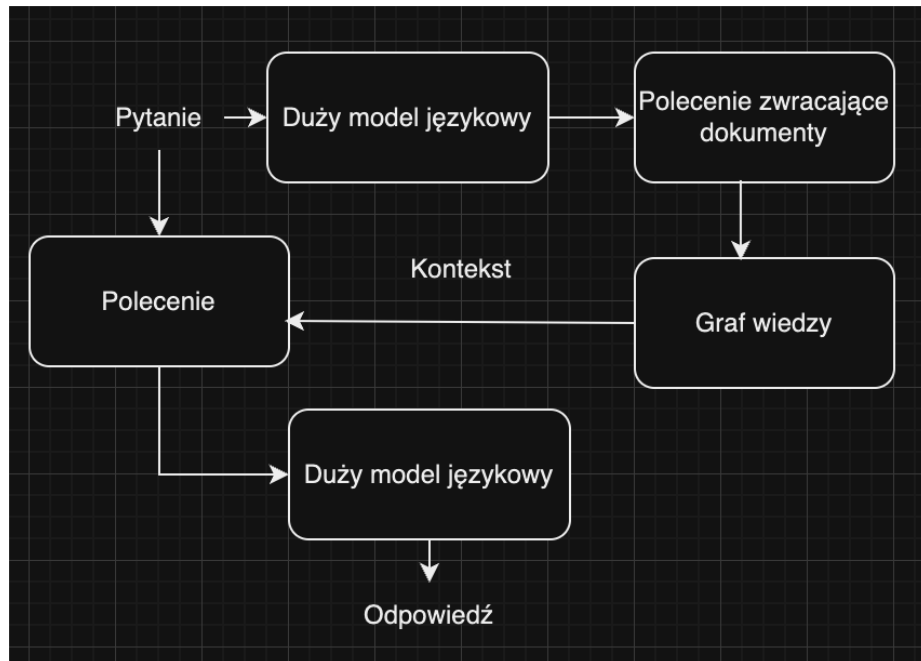 Pytanie
Duży model językowy
Polecenie zwracające
dokumenty
Polecenie
Kontekst
Graf wiedzy
Duży model językowy
Odpowiedź